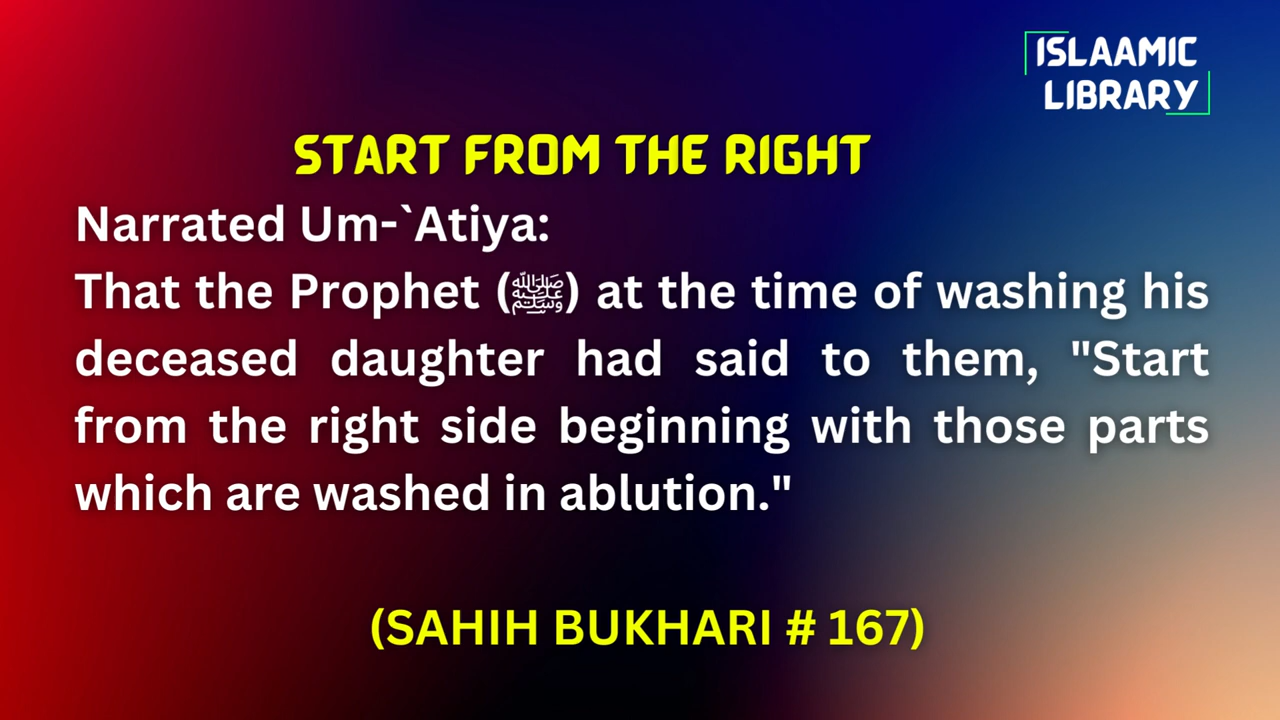 ISLAAMIC
LIBRARY
START FROM THE RIGHT
Narrated Um-`Atiya:
That the Prophet (ﷺ) at the time of washing his
deceased daughter had said to them, "Start
from the right side beginning with those parts
which are washed in ablution."
(SAHIH BUKHARI # 167)